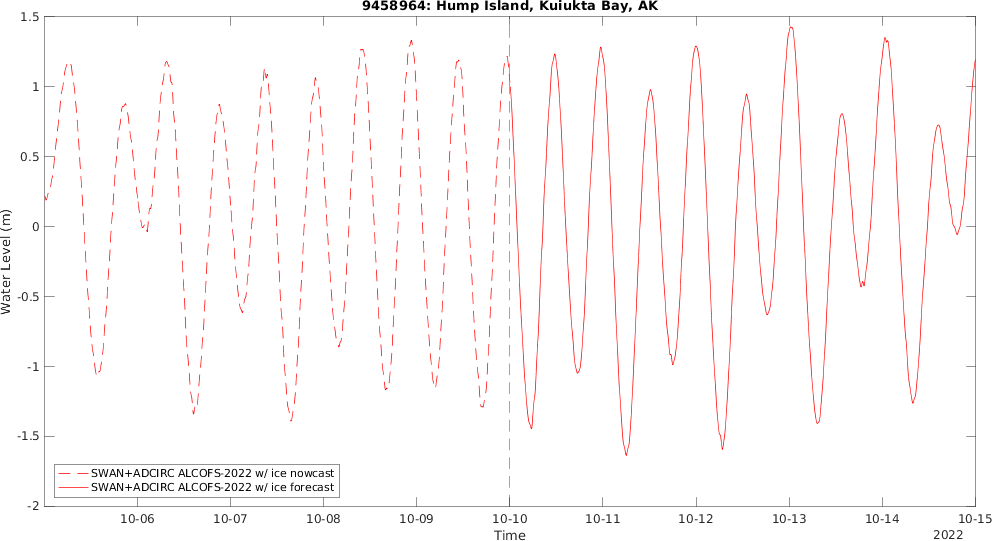 9458964: Hump Island, Kuiukta Bay, AK
1.5
1
0.5
0
-0.5
-1
-1.5
-2
Water Level (m)
SWAN+ADCIRC ALCOFS-2022 w/ ice nowcast
SWAN+ADCIRC ALCOFS-2022 w/ ice forecast
10-06 10-07 10-08 10-09 10-10 10-11 10-12 10-13 10-14 10-15
Time
2022